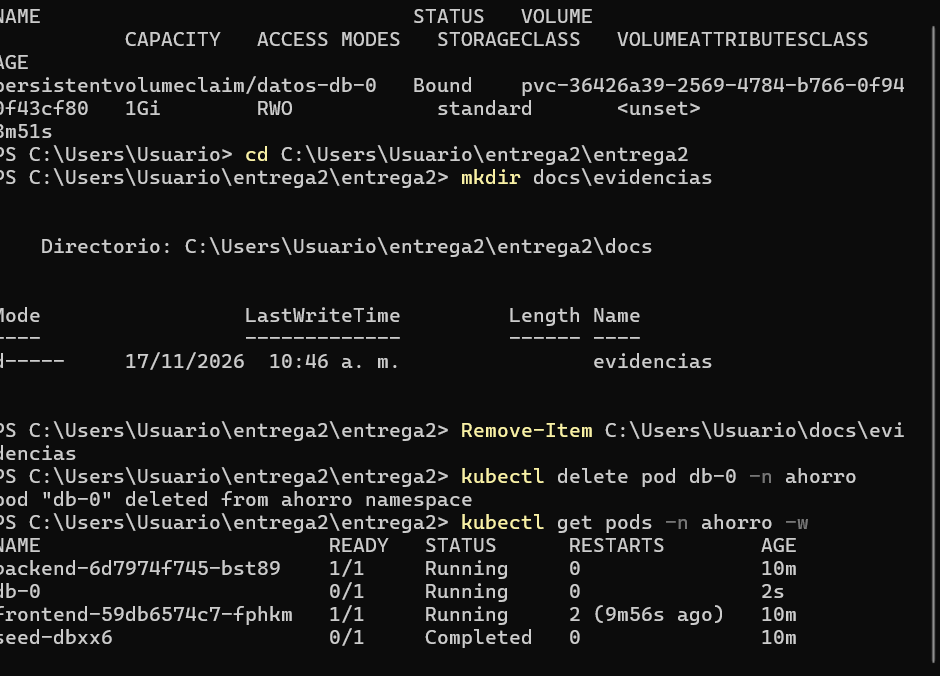 NAME STATUS VOLUME
CAPACITY ACCESS MODES STORAGECLASS VOLUMEATTRIBUTESCLASS
AGE
persistentvolumeclaim/datos-db-0 Bound pvc-36426a39-2569-4784-b766-0f94
0f43cf80 1Gi RWO standard <unset>
8m51s
PS C:\Users\Usuario> cd C:\Users\Usuario\entrega2\entrega2
PS C:\Users\Usuario\entrega2\entrega2> mkdir docs\evidencias
Directorio: C:\Users\Usuario\entrega2\entrega2\docs
Mode LastWriteTime Length Name
---- ------------- ------ ----
d----- 17/11/2026 10:46 a. m. evidencias
PS C:\Users\Usuario\entrega2\entrega2> Remove-Item C:\Users\Usuario\docs\evi
dencias
PS C:\Users\Usuario\entrega2\entrega2> kubectl delete pod db-0 -n ahorro
pod "db-0" deleted from ahorro namespace
PS C:\Users\Usuario\entrega2\entrega2> kubectl get pods -n ahorro -w
NAME READY STATUS RESTARTS AGE
backend-6d7974f745-bst89 1/1 Running 0 10m
db-0 0/1 Running 0 2s
frontend-59db6574c7-fphkm 1/1 Running 2 (9m56s ago) 10m
seed-dbxx6 0/1 Completed 0 10m